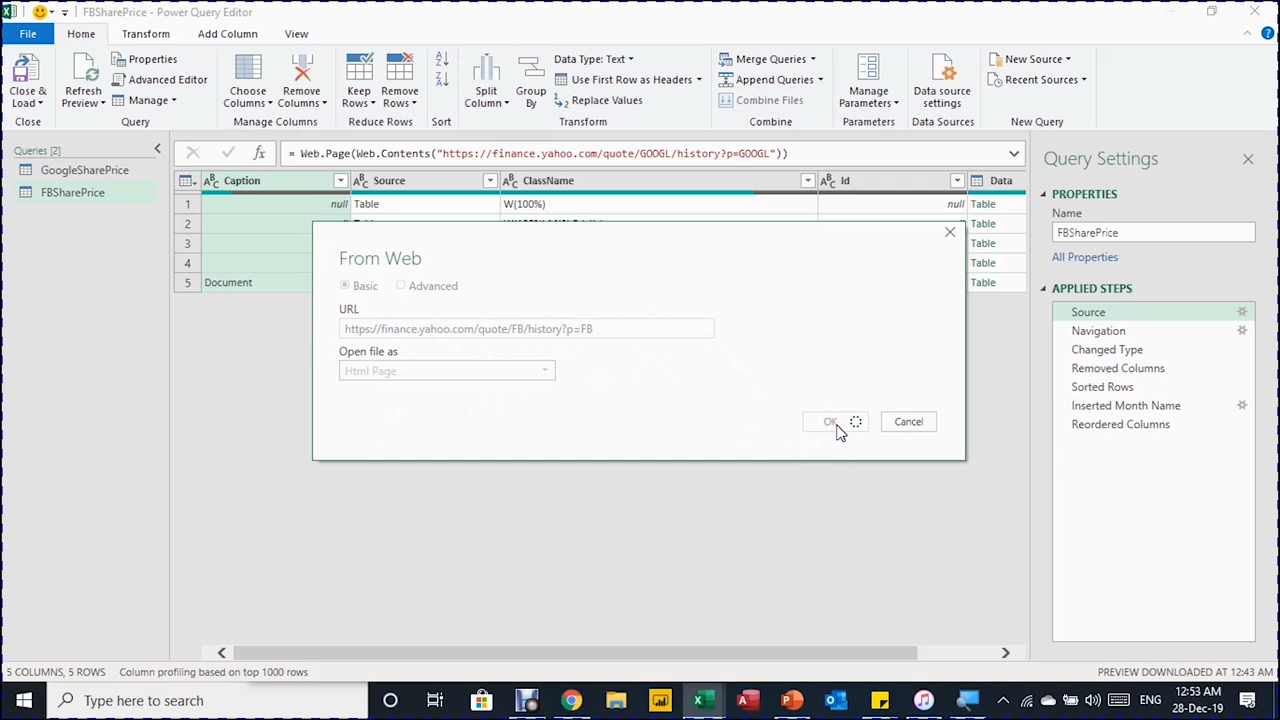 FBSharePrice - Power Query Editor
File
Home
Transform
Add Column
View
Close & Load
Refresh Preview
Properties
Advanced Editor
Manage
Choose Columns
Remove Columns
Keep Rows
Remove Rows
Split Column
Group By
Data Type: Text
Use First Row as Headers
Replace Values
Merge Queries
Append Queries
Combine Files
Manage Parameters
Data source settings
New Source
Recent Sources
Close
Query
Manage Columns
Reduce Rows
Sort
Transform
Combine
Parameters
Data Sources
New Query
Queries [2]
GoogleSharePrice
FBSharePrice
fx
= Web.Page(Web.Contents("https://finance.yahoo.com/quote/GOOGL/history?p=GOOGL"))
Caption Source ClassName Id Data
1 null Table W(100%) null Table
2 Table
3 Table
4 Table
5 Document Table
From Web
Basic Advanced
URL
https://finance.yahoo.com/quote/FB/history?p=FB
Open file as
Html Page
OK Cancel
Query Settings
PROPERTIES
Name
FBSharePrice
All Properties
APPLIED STEPS
Source
Navigation
Changed Type
Removed Columns
Sorted Rows
Inserted Month Name
Reordered Columns
5 COLUMNS, 5 ROWS Column profiling based on top 1000 rows
PREVIEW DOWNLOADED AT 12:43 AM
Type here to search
ENG
12:53 AM
28-Dec-19